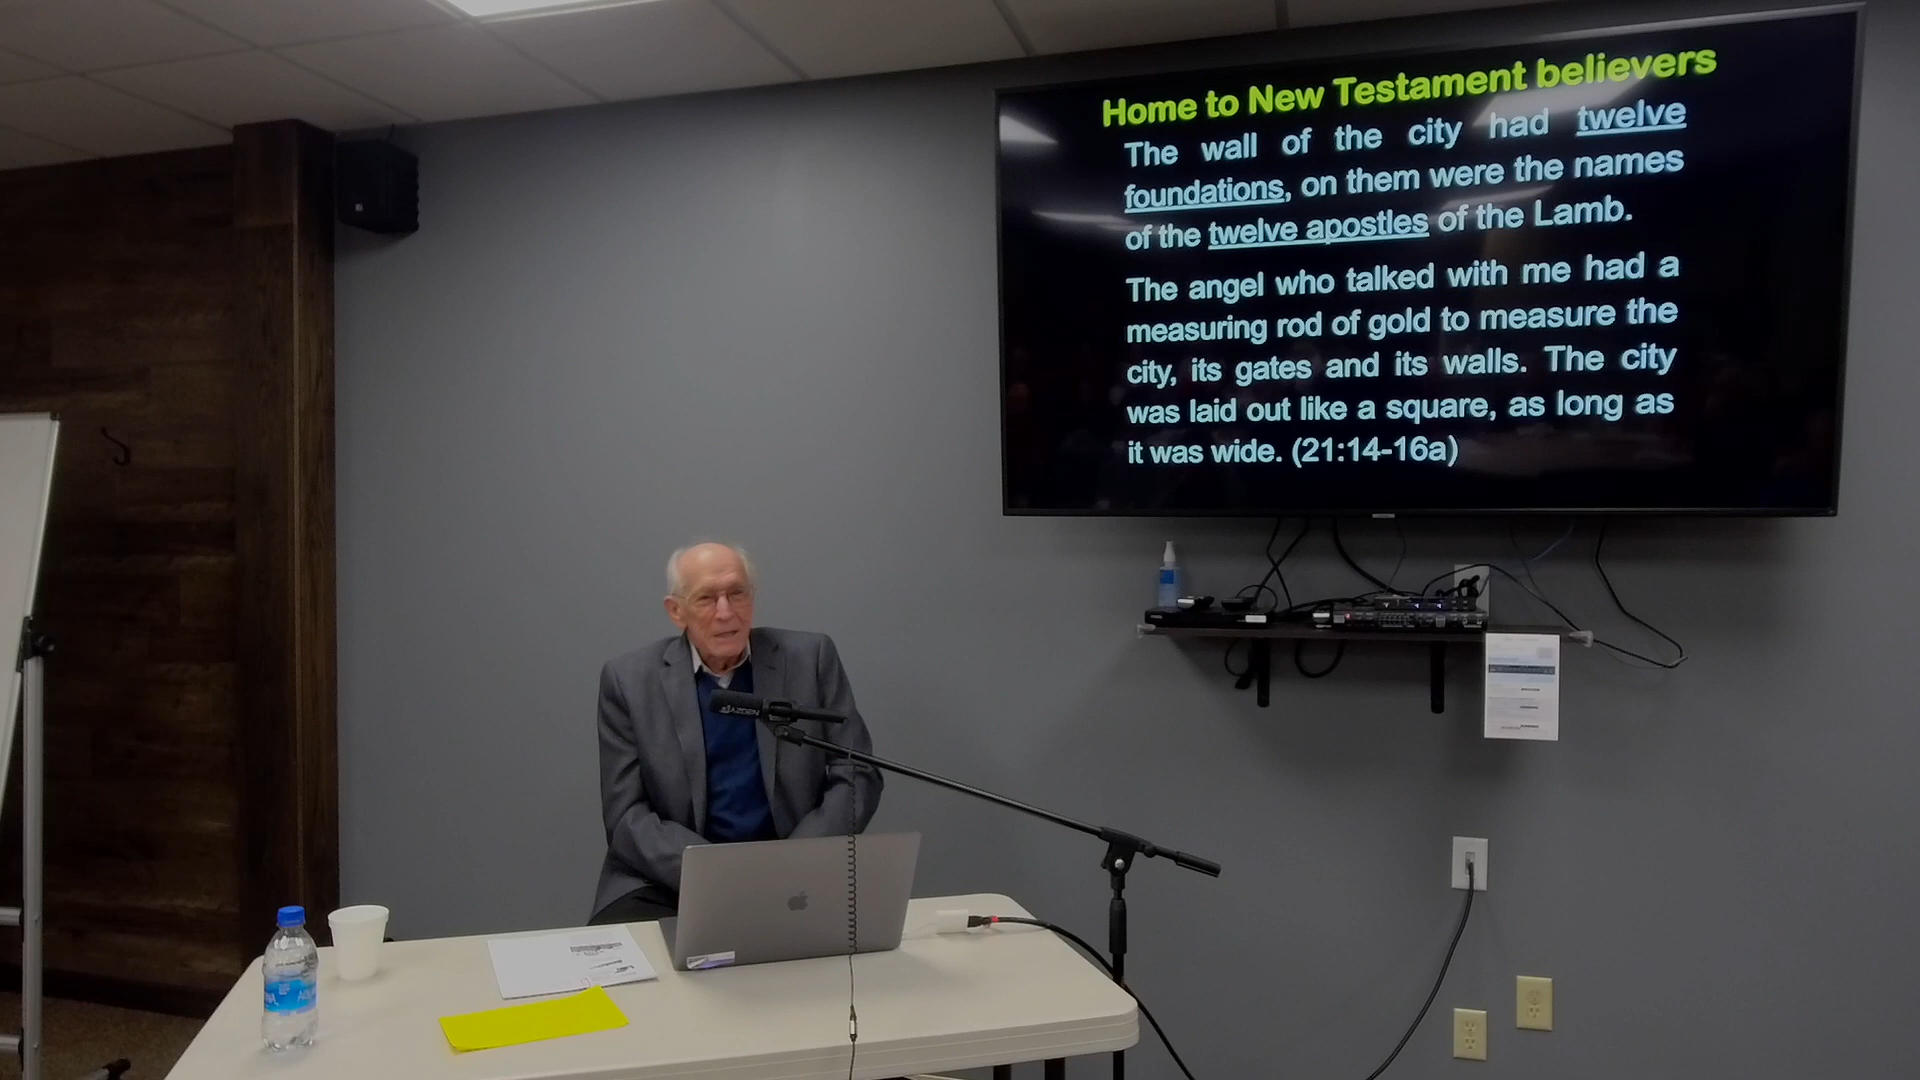 Home to New Testament believers
The wall of the city had twelve
foundations, on them were the names
of the twelve apostles of the Lamb.
The angel who talked with me had a
measuring rod of gold to measure the
city, its gates and its walls. The city
was laid out like a square, as long as
it was wide. (21:14-16a)
AZDEN